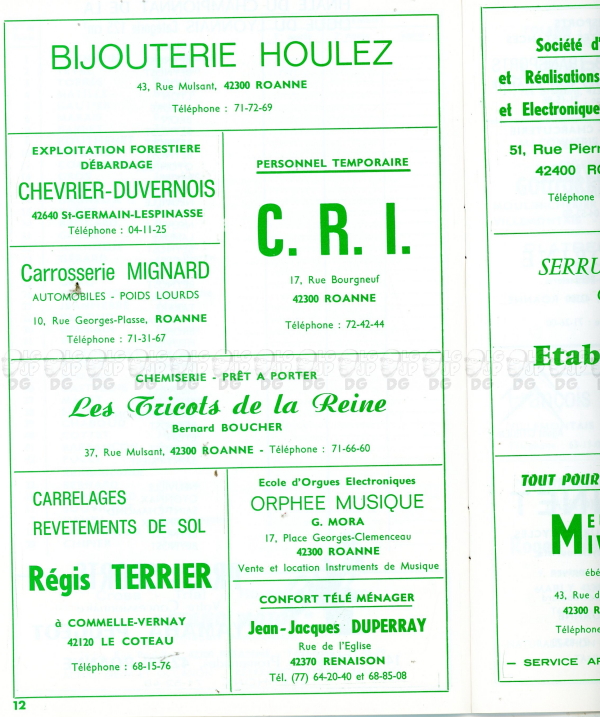 BIJOUTERIE HOULEZ
43, Rue Mulsant, 42300 ROANNE
Téléphone : 71-72-69
EXPLOITATION FORESTIERE
DÉBARDAGE
CHEVRIER-DUVERNOIS
42640 St-GERMAIN-LESPINASSE
Téléphone : 04-11-25
Carrosserie MIGNARD
AUTOMOBILES - POIDS LOURDS
10, Rue Georges-Plasse, ROANNE
Téléphone : 71-31-67
PERSONNEL TEMPORAIRE
C. R. I.
17, Rue Bourgneuf
42300 ROANNE
Téléphone : 72-42-44
CHEMISERIE - PRÊT A PORTER
Les Tricots de la Reine
Bernard BOUCHER
37, Rue Mulsant, 42300 ROANNE - Téléphone : 71-66-60
CARRELAGES
REVETEMENTS DE SOL
Régis TERRIER
à COMMELLE-VERNAY
42120 LE COTEAU
Téléphone : 68-15-76
Ecole d'Orgues Electroniques
ORPHEE MUSIQUE
G. MORA
17, Place Georges-Clemenceau
42300 ROANNE
Vente et location Instruments de Musique
CONFORT TÉLÉ MÉNAGER
Jean-Jacques DUPERRAY
Rue de l'Eglise
42370 RENAISON
Tél. (77) 64-20-40 et 68-85-08
12
Société d'
et Réalisations
et Electronique
51, Rue Pierr
42400 RO
Téléphone
SERRU
Etab
TOUT POUR
ébé
43, Rue d
42300 R
Téléphone
- SERVICE AP